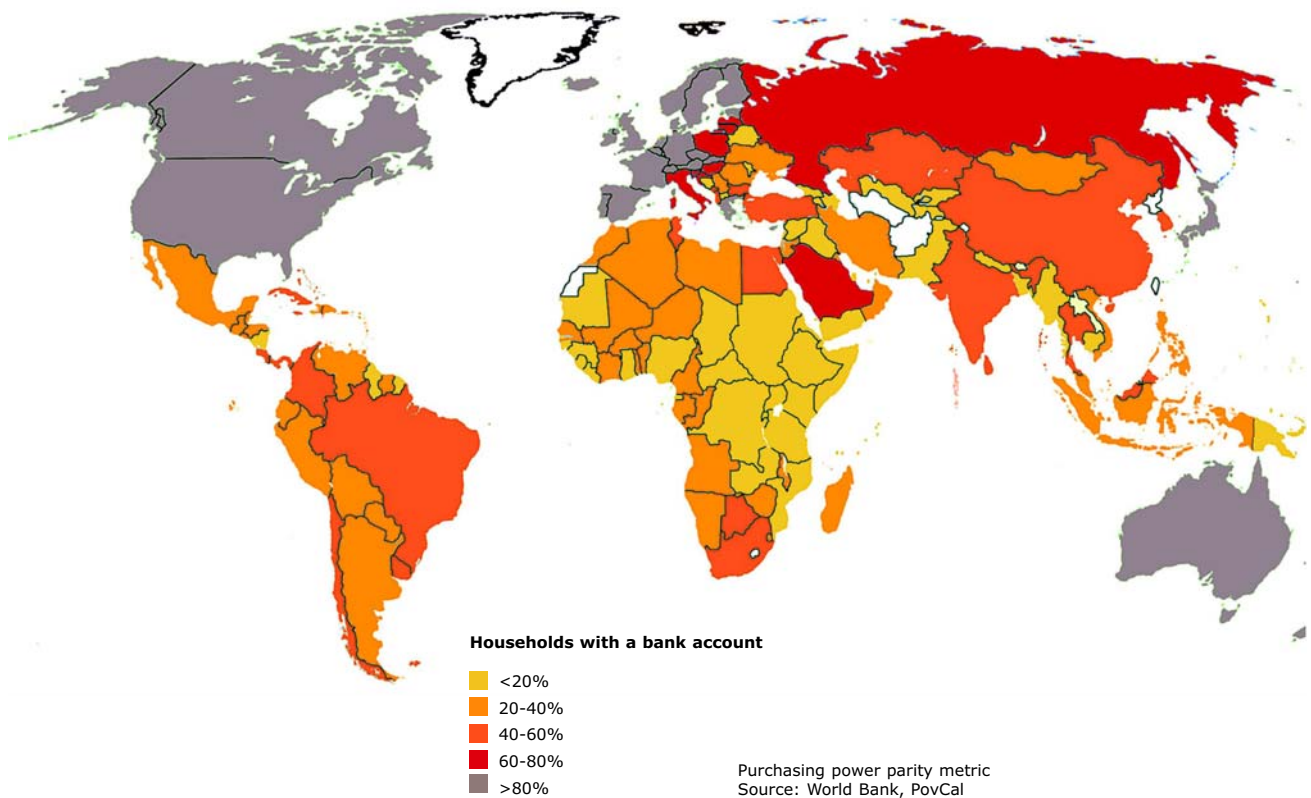 Households with a bank account
<20%
20-40%
40-60%
60-80%
>80%
Purchasing power parity metric
Source: World Bank, PovCal